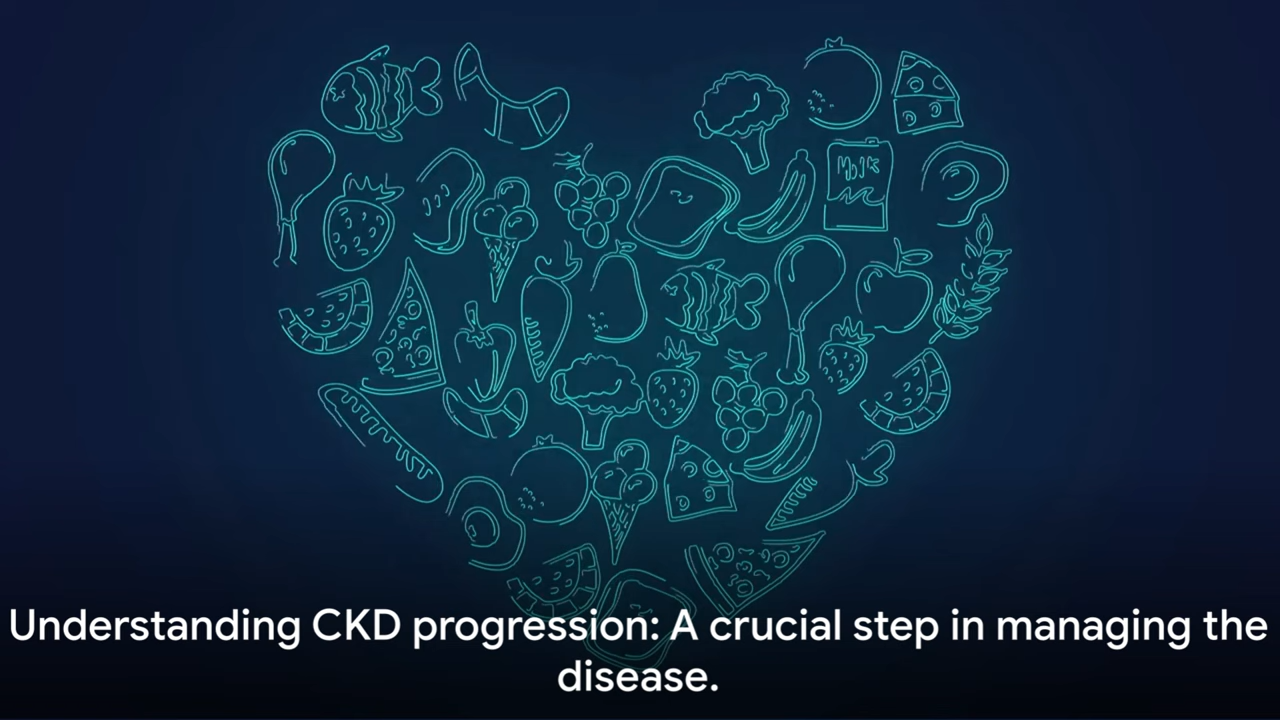 Milk
Understanding CKD progression: A crucial step in managing the
disease.